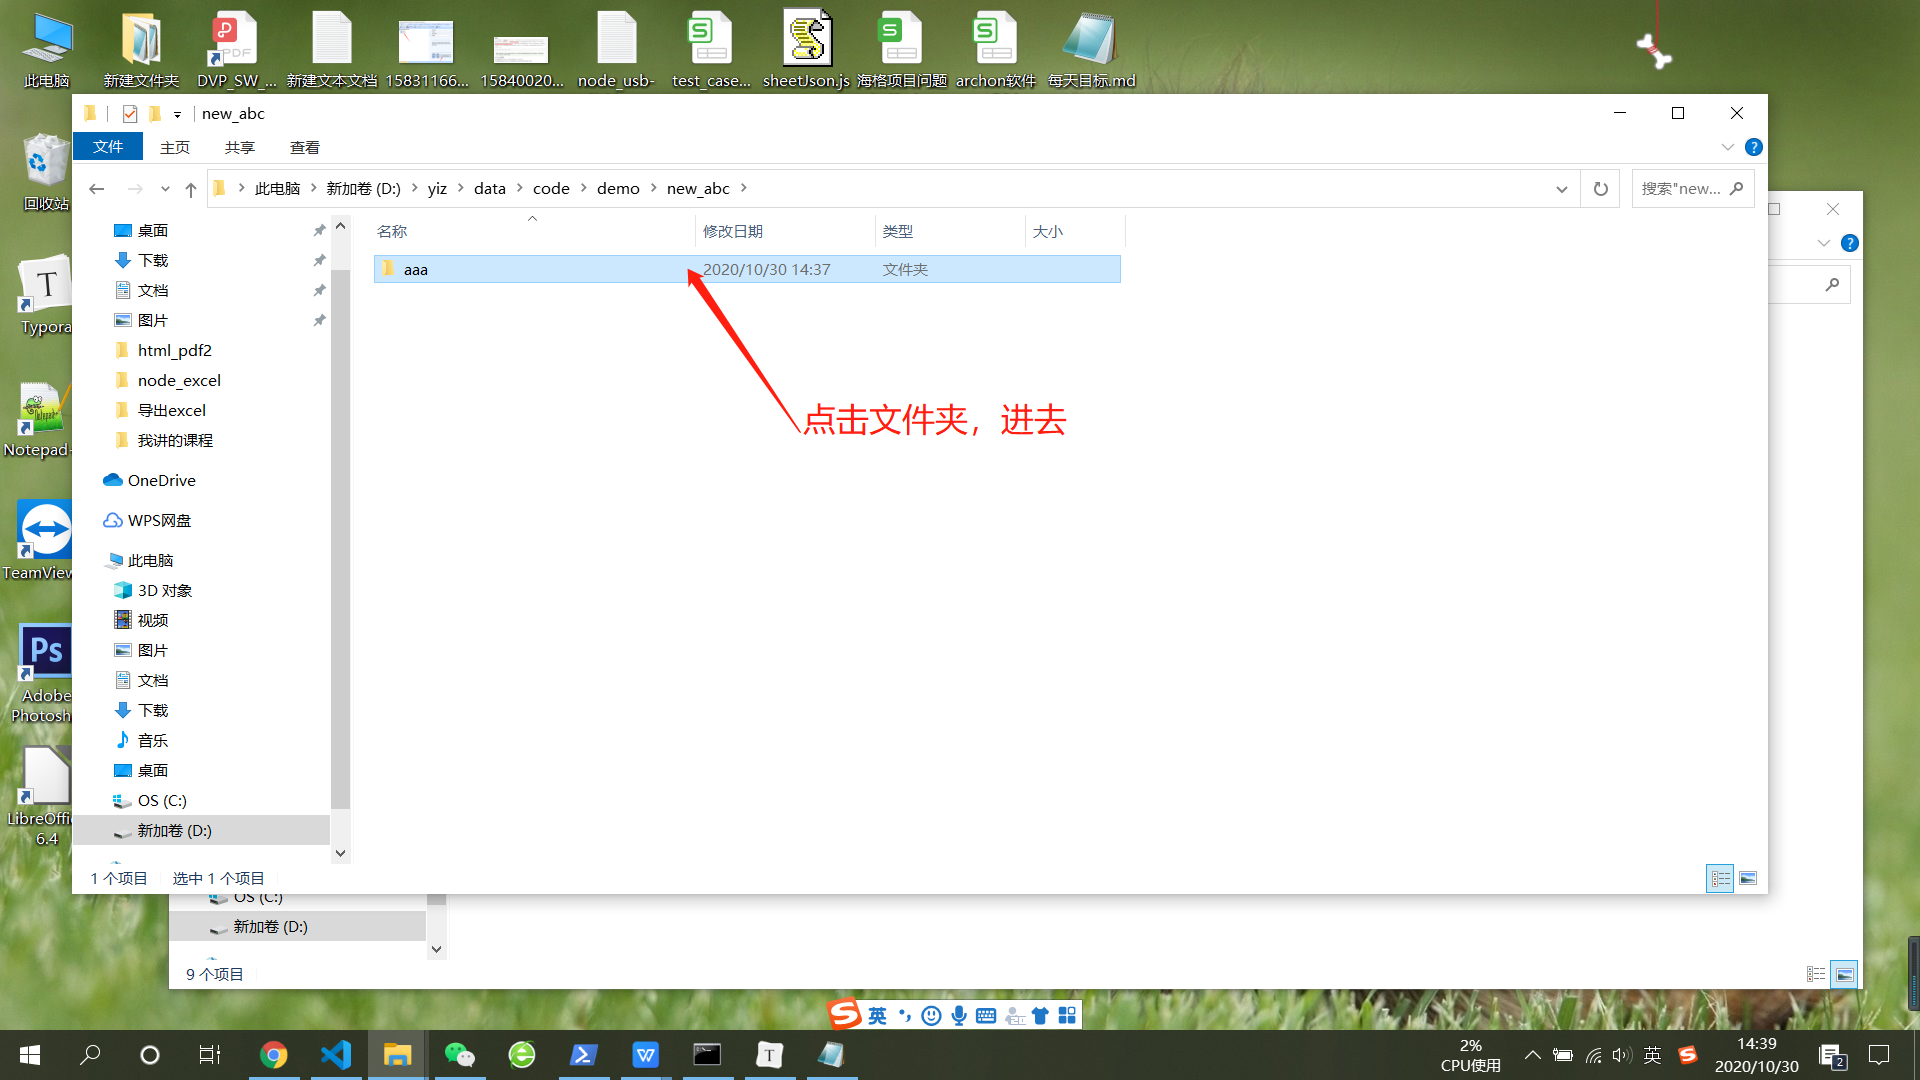 此电脑
新建文件夹
DVP_SW_...
新建文本文档
15831166...
15840020...
node_usb-
test_case...
sheetJson.js
海格项目问题
archon软件
每天目标.md
回收站
Typora
Notepad-
TeamView
Ps
Adobe
Photosh
LibreOffi
6.4
new_abc
文件
主页
共享
查看
此电脑 > 新加卷 (D:) > yiz > data > code > demo > new_abc >
搜索"new...
名称
修改日期
类型
大小
aaa
2020/10/30 14:37
文件夹
点击文件夹，进去
桌面
下载
文档
图片
html_pdf2
node_excel
导出excel
我讲的课程
OneDrive
WPS网盘
此电脑
3D 对象
视频
图片
文档
下载
音乐
桌面
OS (C:)
新加卷 (D:)
1 个项目
选中 1 个项目
OS (C:)
新加卷 (D:)
9 个项目
英
2%
CPU使用
英
14:39
2020/10/30
2